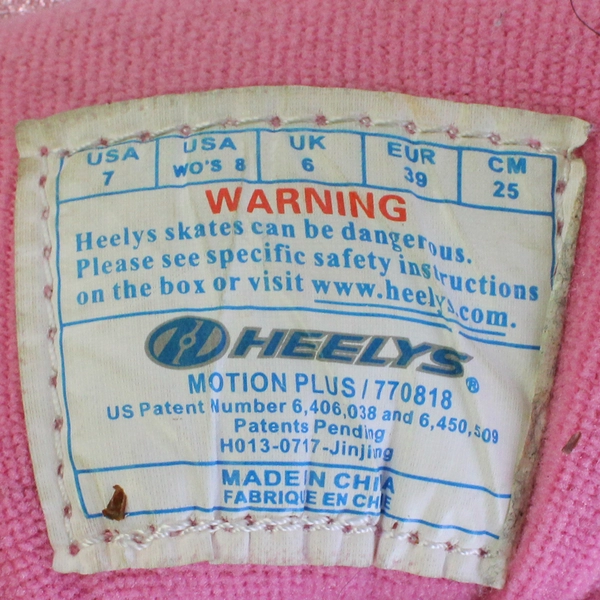 USA USA UK EUR CM
7 WO'S 8 6 39 25
WARNING
Heelys skates can be dangerous.
Please see specific safety instructions
on the box or visit www.heelys.com.
HEELYS®
MOTION PLUS / 770818
US Patent Number 6,406,038 and 6,450,509
Patents Pending
H013-0717-Jinjing
MADE IN CHINA
FABRIQUE EN CHINE